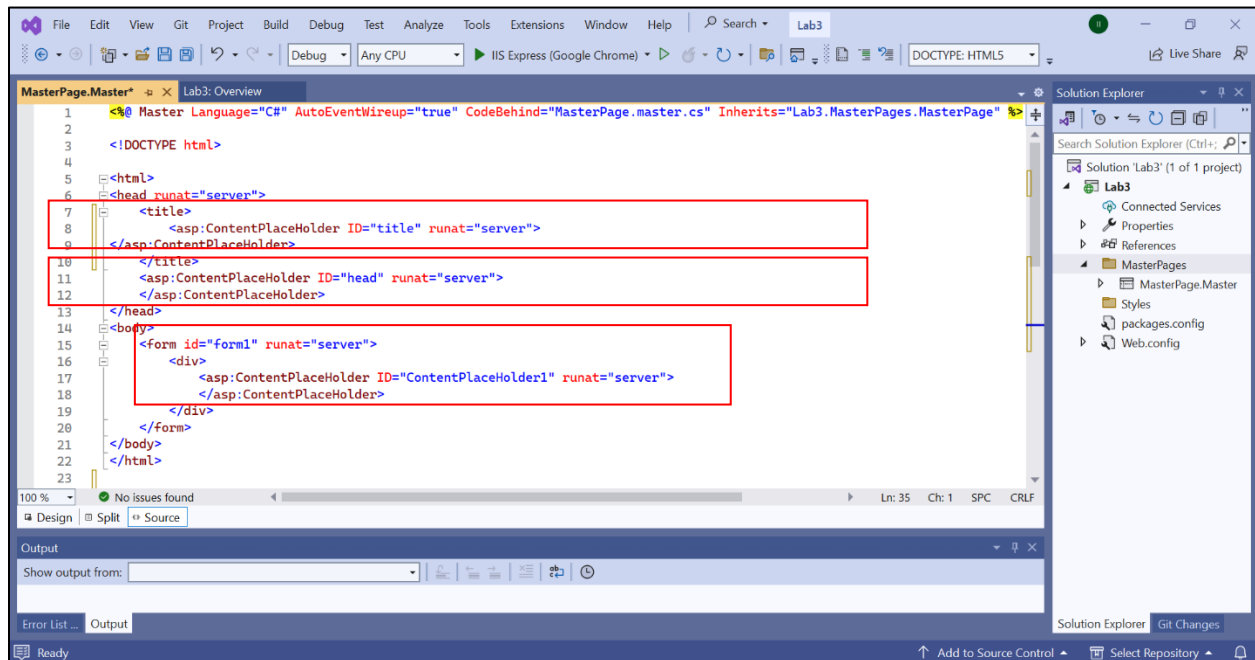 File Edit View Git Project Build Debug Test Analyze Tools Extensions Window Help Search Lab3 II
Debug Any CPU IIS Express (Google Chrome) DOCTYPE: HTML5 Live Share
MasterPage.Master* Lab3: Overview
1 <%@ Master Language="C#" AutoEventWireup="true" CodeBehind="MasterPage.master.cs" Inherits="Lab3.MasterPages.MasterPage" %>
2
3 <!DOCTYPE html>
4
5 <html>
6 <head runat="server">
7 <title>
8 <asp:ContentPlaceHolder ID="title" runat="server">
9 </asp:ContentPlaceHolder>
10 </title>
11 <asp:ContentPlaceHolder ID="head" runat="server">
12 </asp:ContentPlaceHolder>
13 </head>
14 <body>
15 <form id="form1" runat="server">
16 <div>
17 <asp:ContentPlaceHolder ID="ContentPlaceHolder1" runat="server">
18 </asp:ContentPlaceHolder>
19 </div>
20 </form>
21 </body>
22 </html>
23
100 % No issues found Ln: 35 Ch: 1 SPC CRLF
Design Split Source
Output
Show output from:
Error List ... Output
Solution Explorer
Search Solution Explorer (Ctrl+;
Solution 'Lab3' (1 of 1 project)
Lab3
Connected Services
Properties
References
MasterPages
MasterPage.Master
Styles
packages.config
Web.config
Solution Explorer Git Changes
Ready Add to Source Control Select Repository